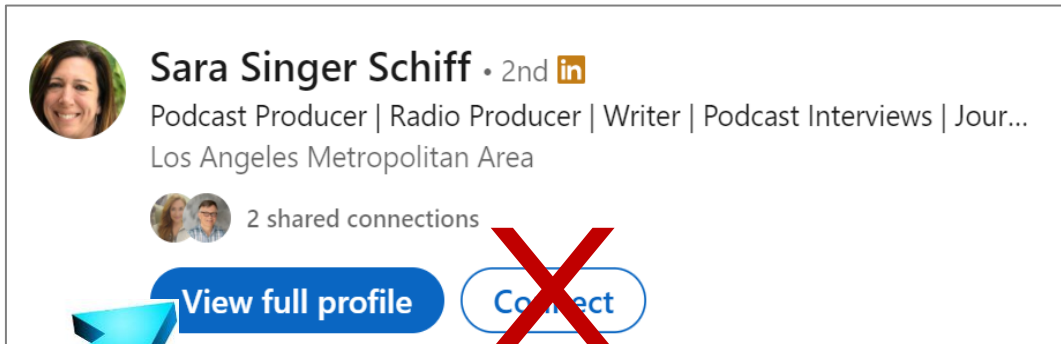 Sara Singer Schiff • 2nd in
Podcast Producer | Radio Producer | Writer | Podcast Interviews | Jour...
Los Angeles Metropolitan Area
2 shared connections
View full profile Connect